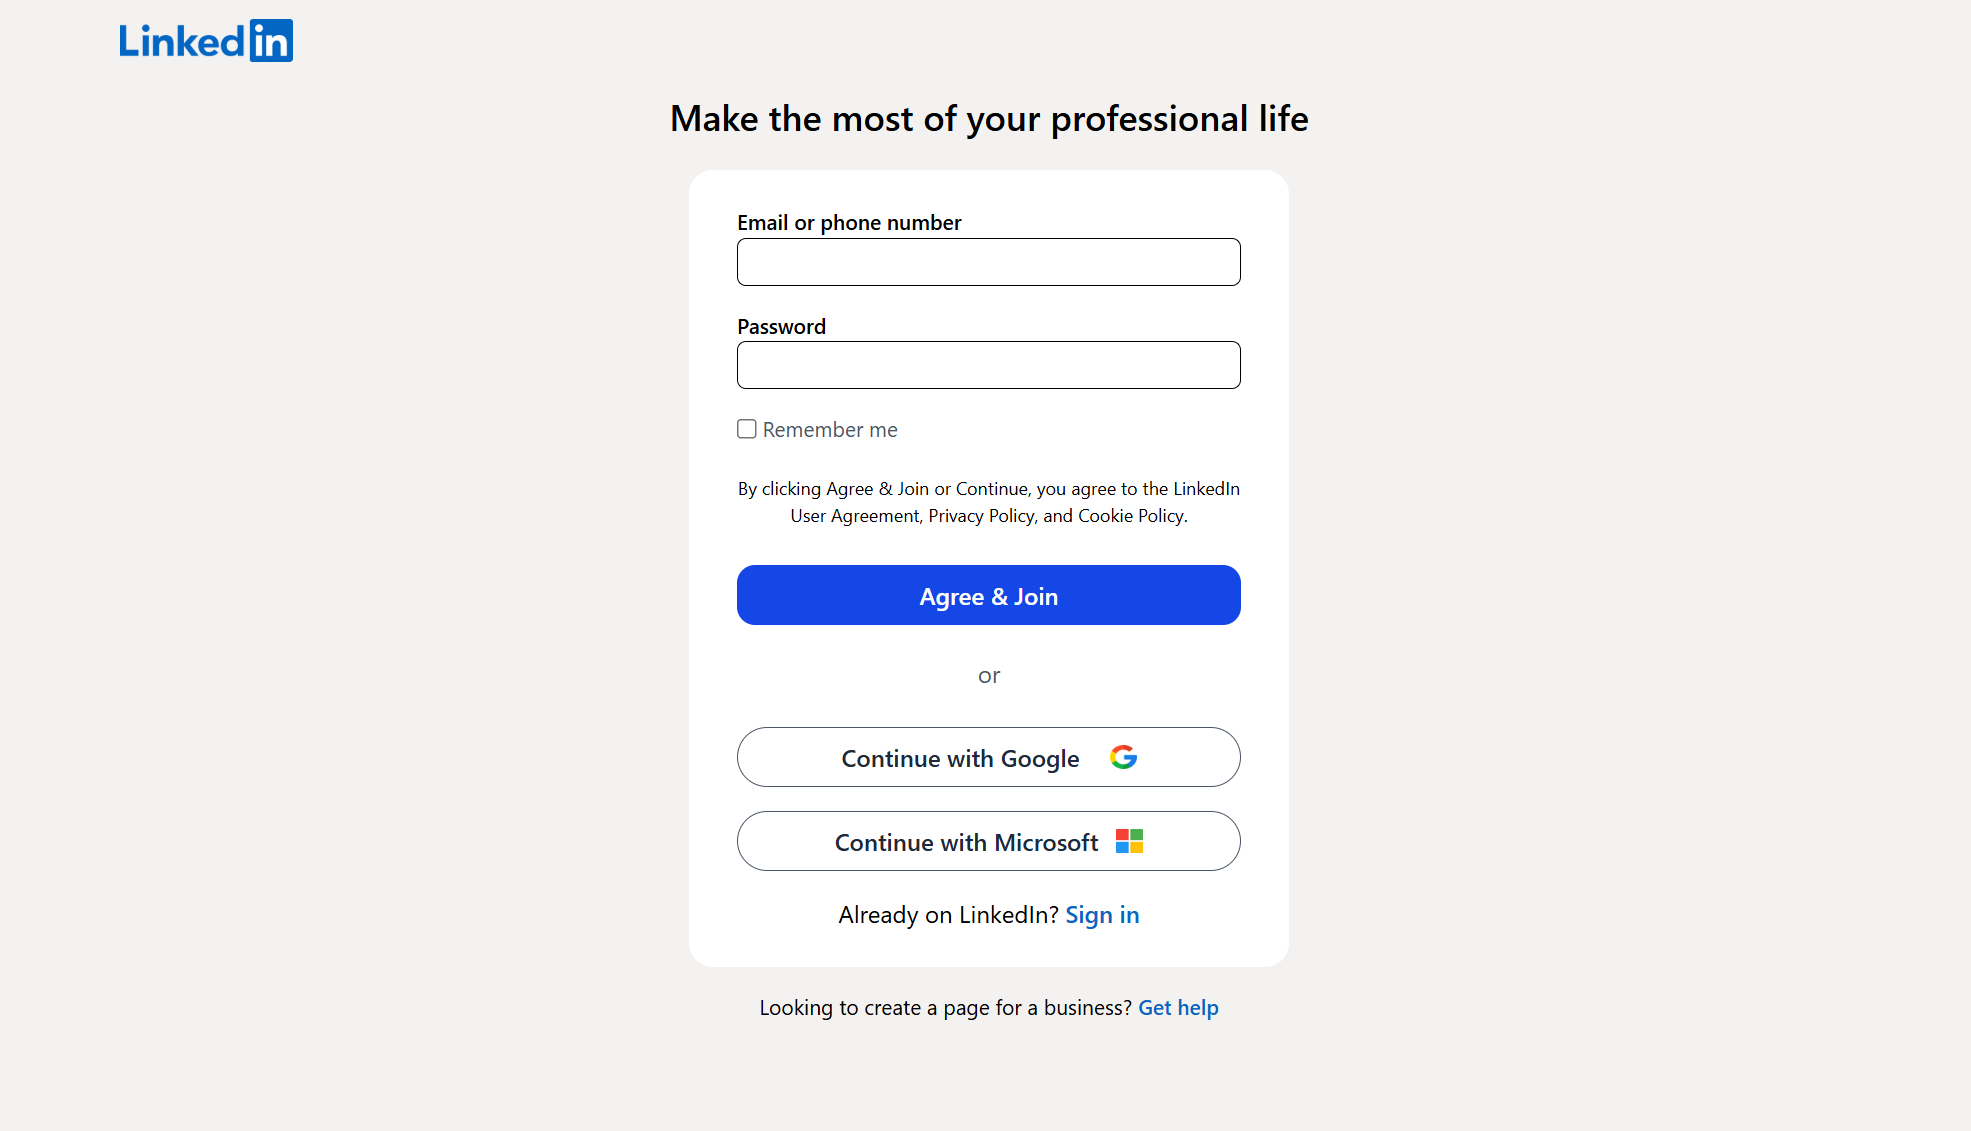 Linkedin
Make the most of your professional life
Email or phone number
Password
Remember me
By clicking Agree & Join or Continue, you agree to the LinkedIn
User Agreement, Privacy Policy, and Cookie Policy.
Agree & Join
or
Continue with Google
Continue with Microsoft
Already on LinkedIn? Sign in
Looking to create a page for a business? Get help